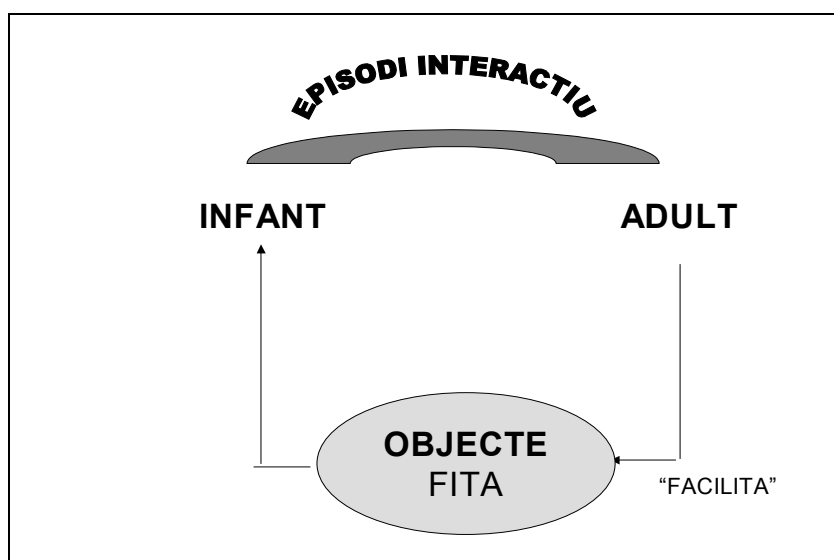 EPISODI INTERACTIU
INFANT
ADULT
OBJECTE
FITA
“FACILITA”